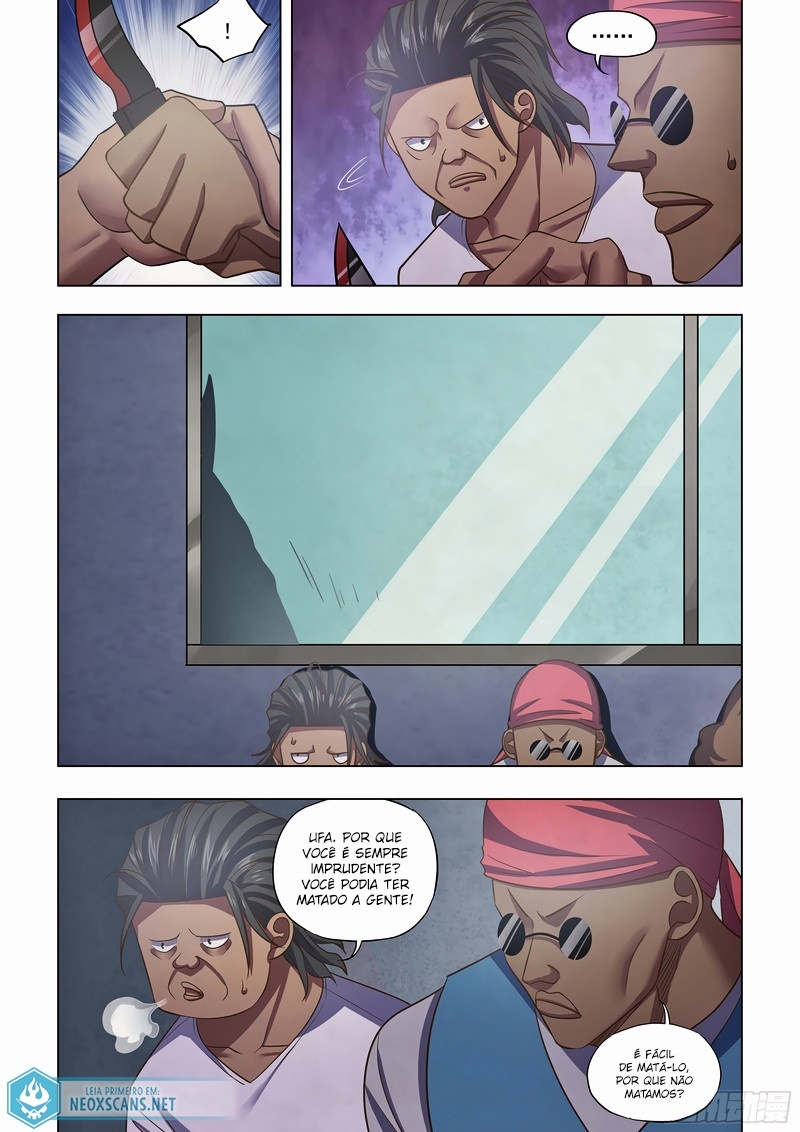 !
......
UFA. POR QUE
VOCÊ É SEMPRE
IMPRUDENTE?
VOCÊ PODIA TER
MATADO A GENTE!
É FÁCIL
DE MATÁ-LO,
POR QUE NÃO
MATAMOS?
LEIA PRIMEIRO EM:
NEOXSCANS.NET